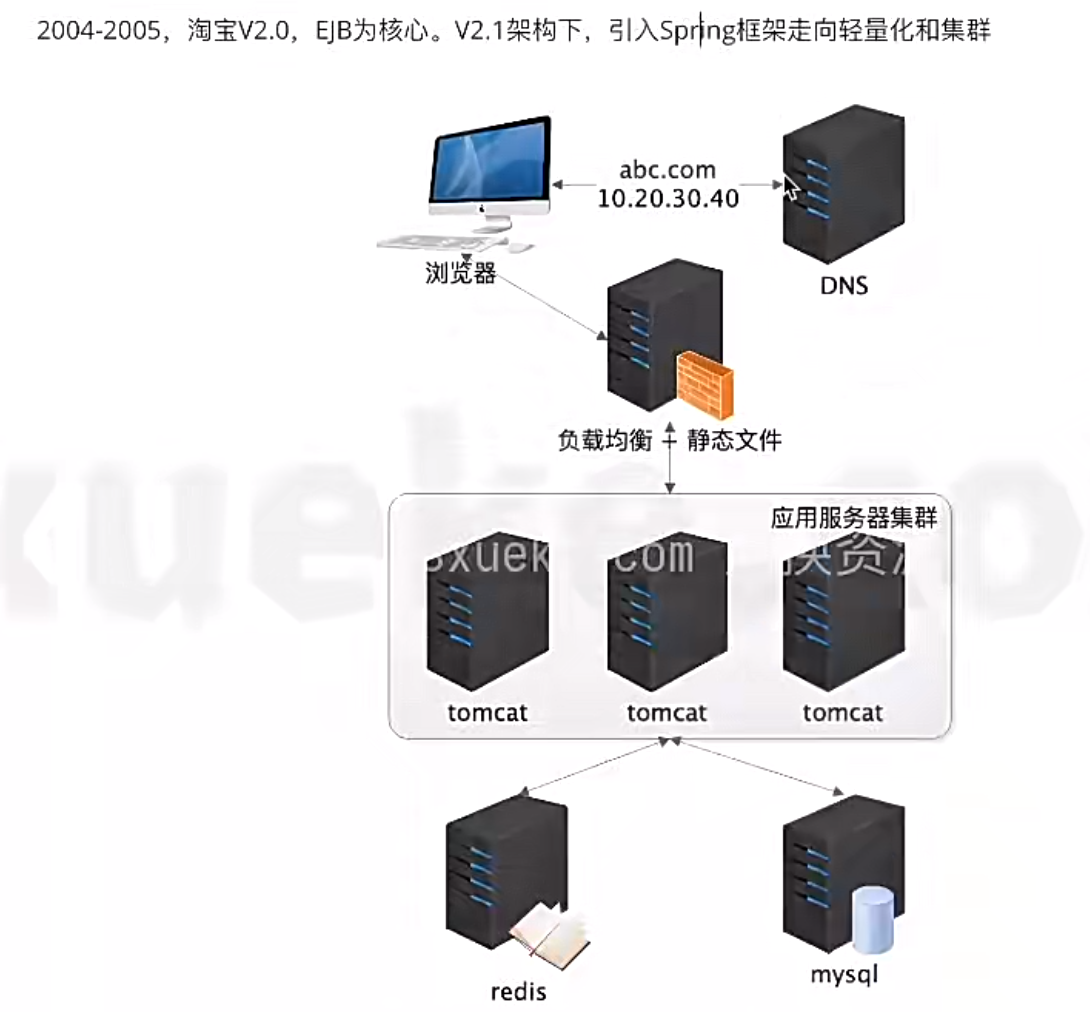 2004-2005，淘宝V2.0，EJB为核心。V2.1架构下，引入Spring框架走向轻量化和集群
abc.com
10.20.30.40
浏览器
DNS
负载均衡 + 静态文件
应用服务器集群
tomcat
tomcat
tomcat
redis
mysql